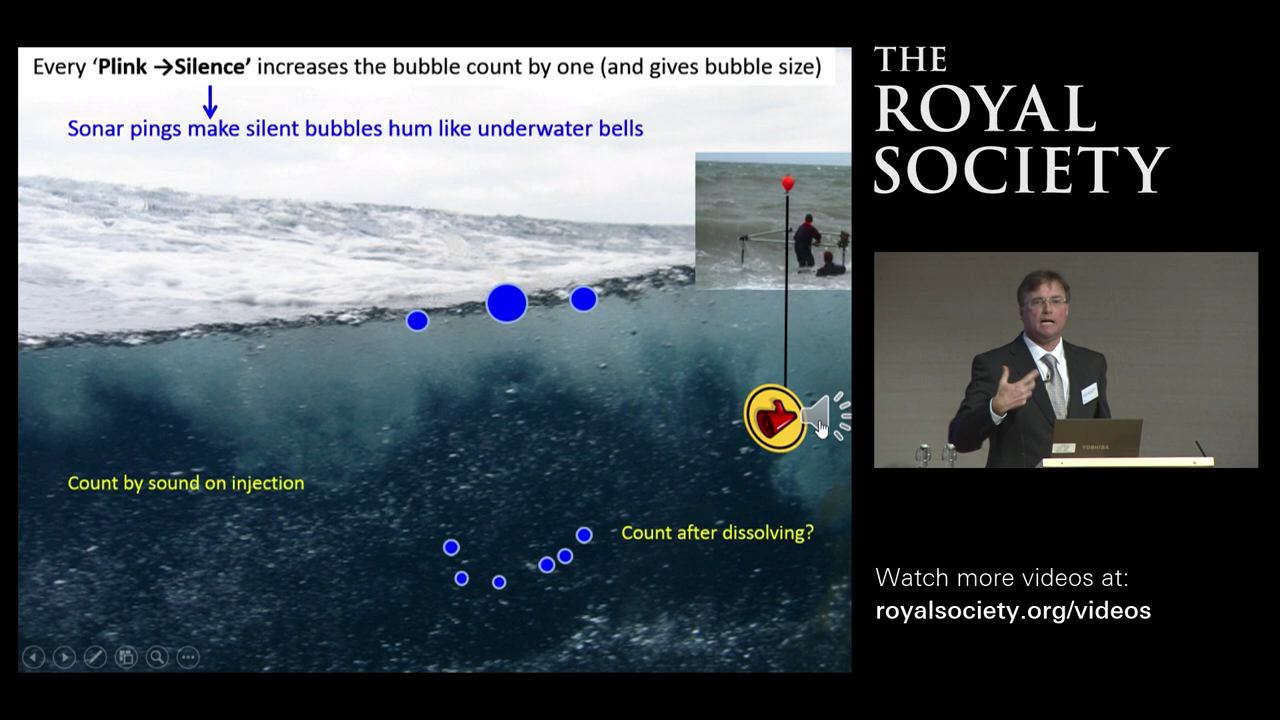 Every ‘Plink →Silence’ increases the bubble count by one (and gives bubble size)
Sonar pings make silent bubbles hum like underwater bells
Count by sound on injection
Count after dissolving?
THE
ROYAL
SOCIETY
TOSHIBA
Watch more videos at:
royalsociety.org/videos